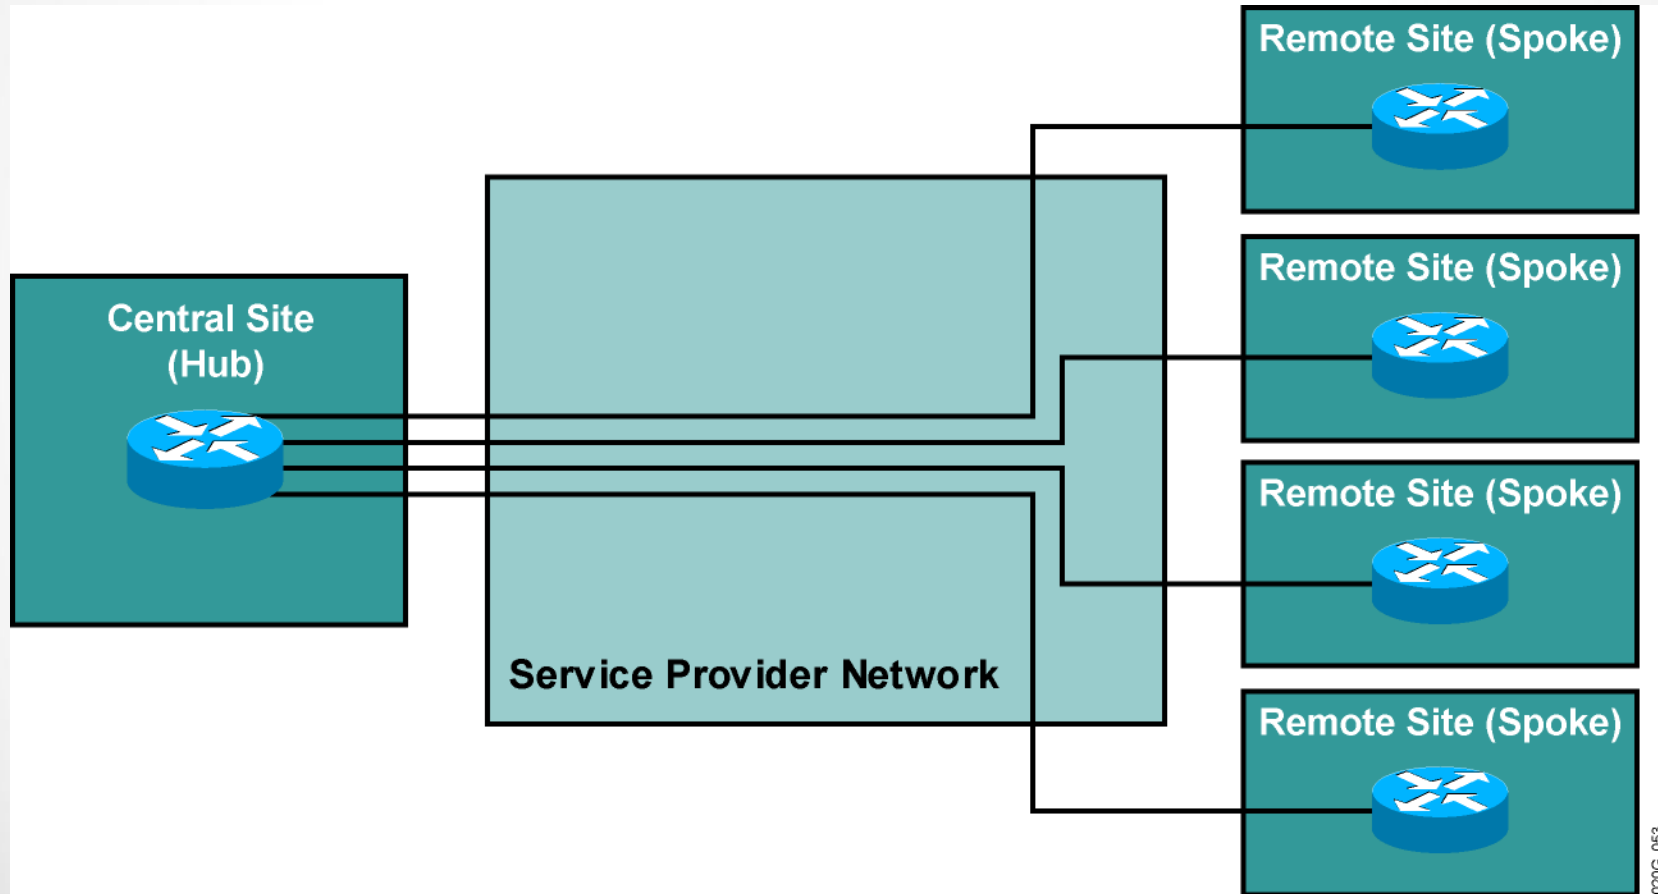 Remote Site (Spoke)
Remote Site (Spoke)
Central Site
(Hub)
Remote Site (Spoke)
Service Provider Network
Remote Site (Spoke)